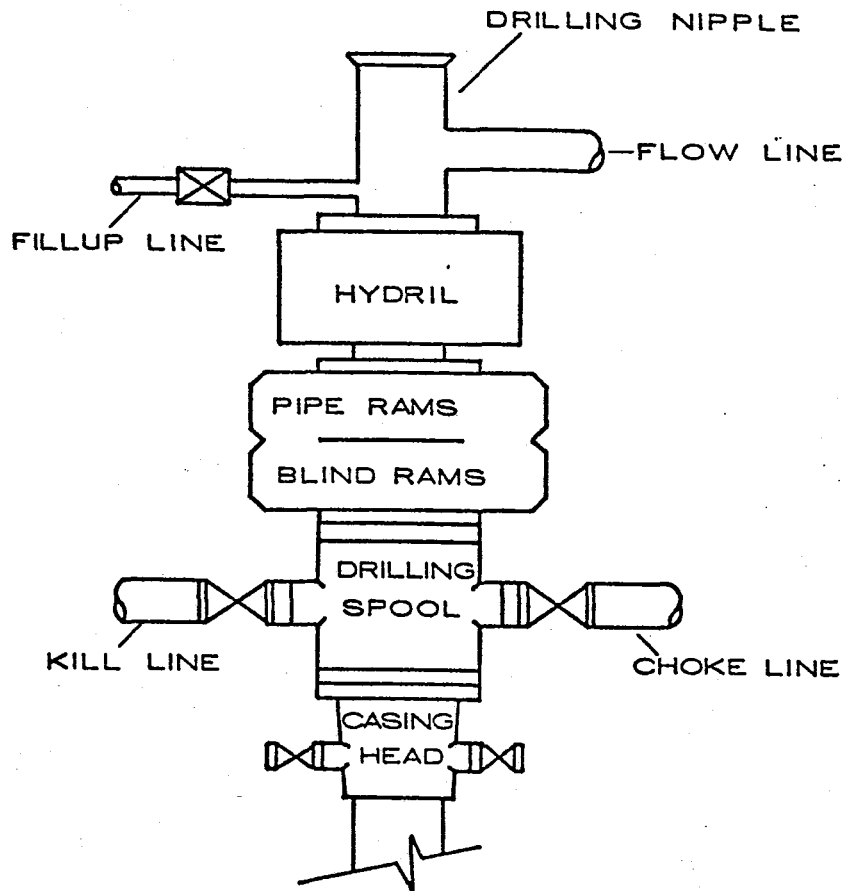 DRILLING NIPPLE
FLOW LINE
FILLUP LINE
HYDRIL
PIPE RAMS
BLIND RAMS
DRILLING
SPOOL
KILL LINE
CHOKE LINE
CASING
HEAD